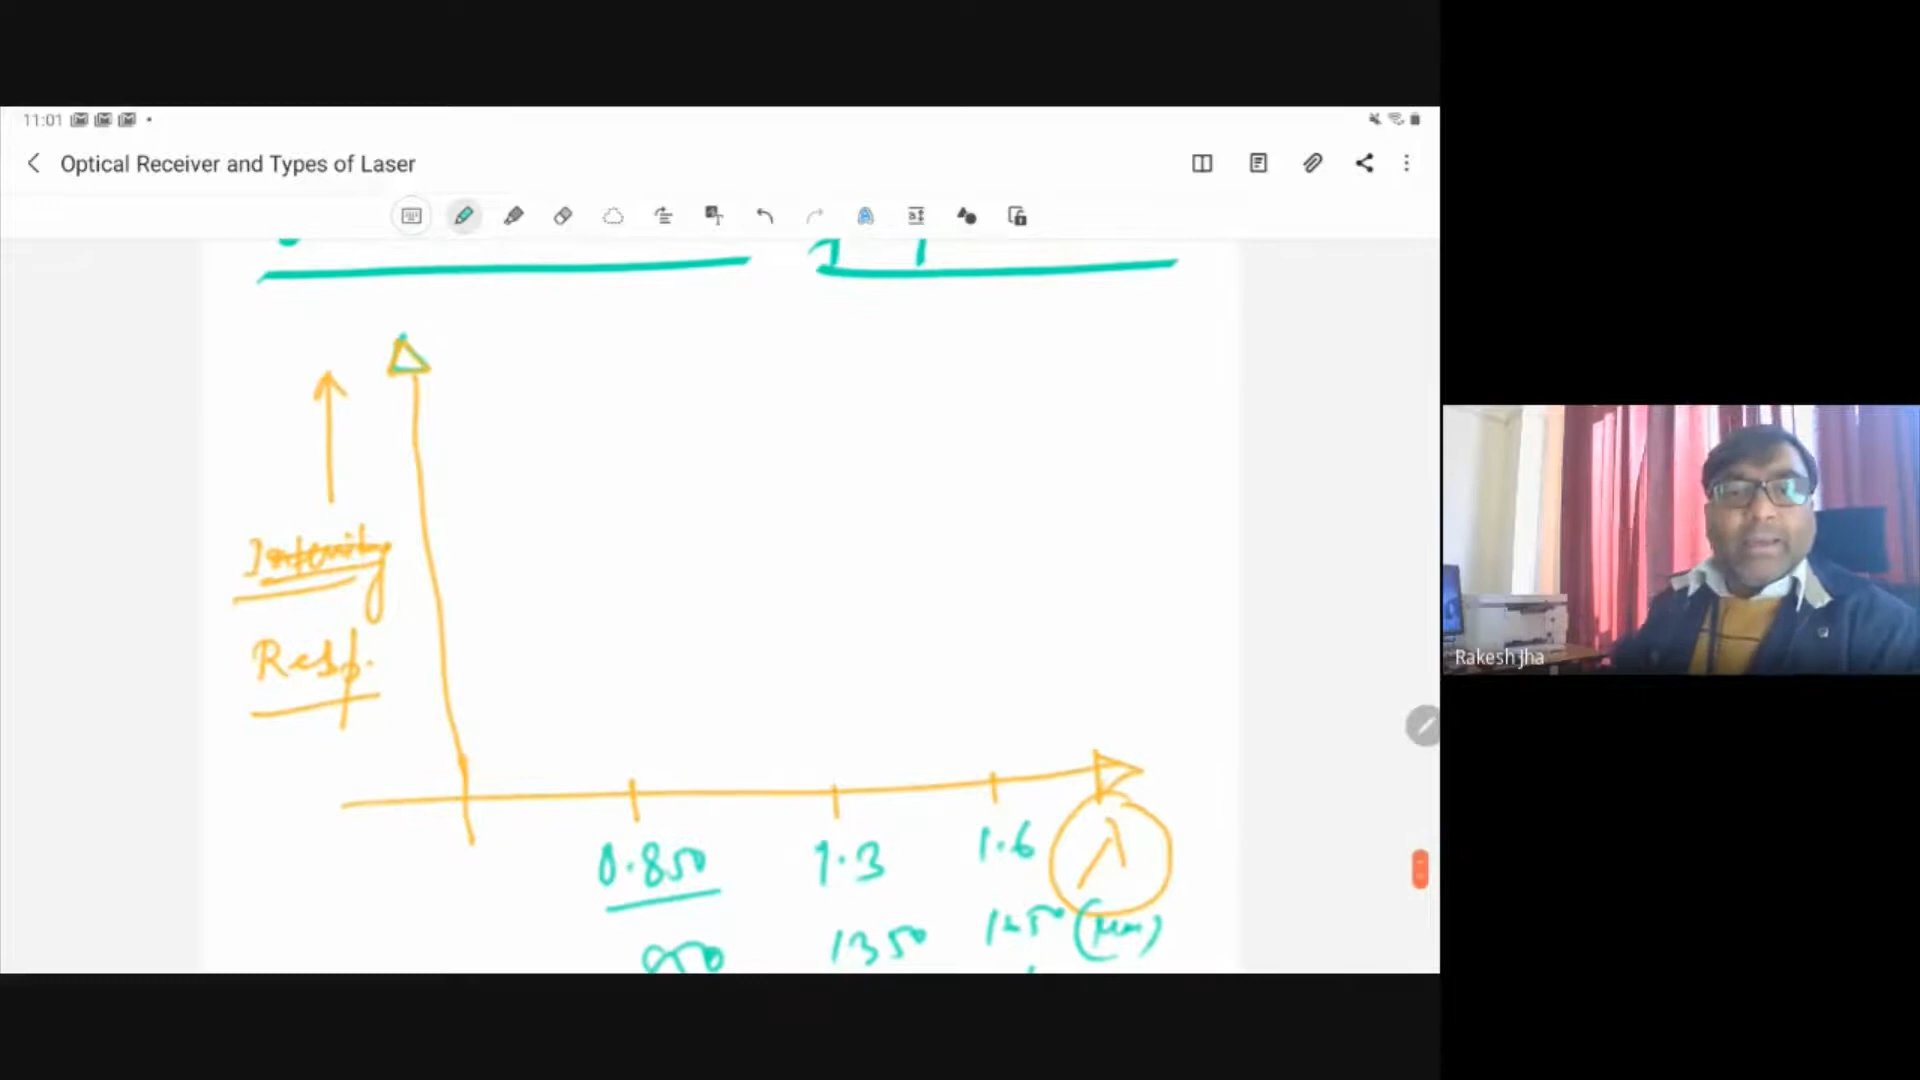 11:01
Optical Receiver and Types of Laser
Intensity
Resp.
0.850
1.3
1.6
λ
850
1350
(μm)
Rakesh Jha